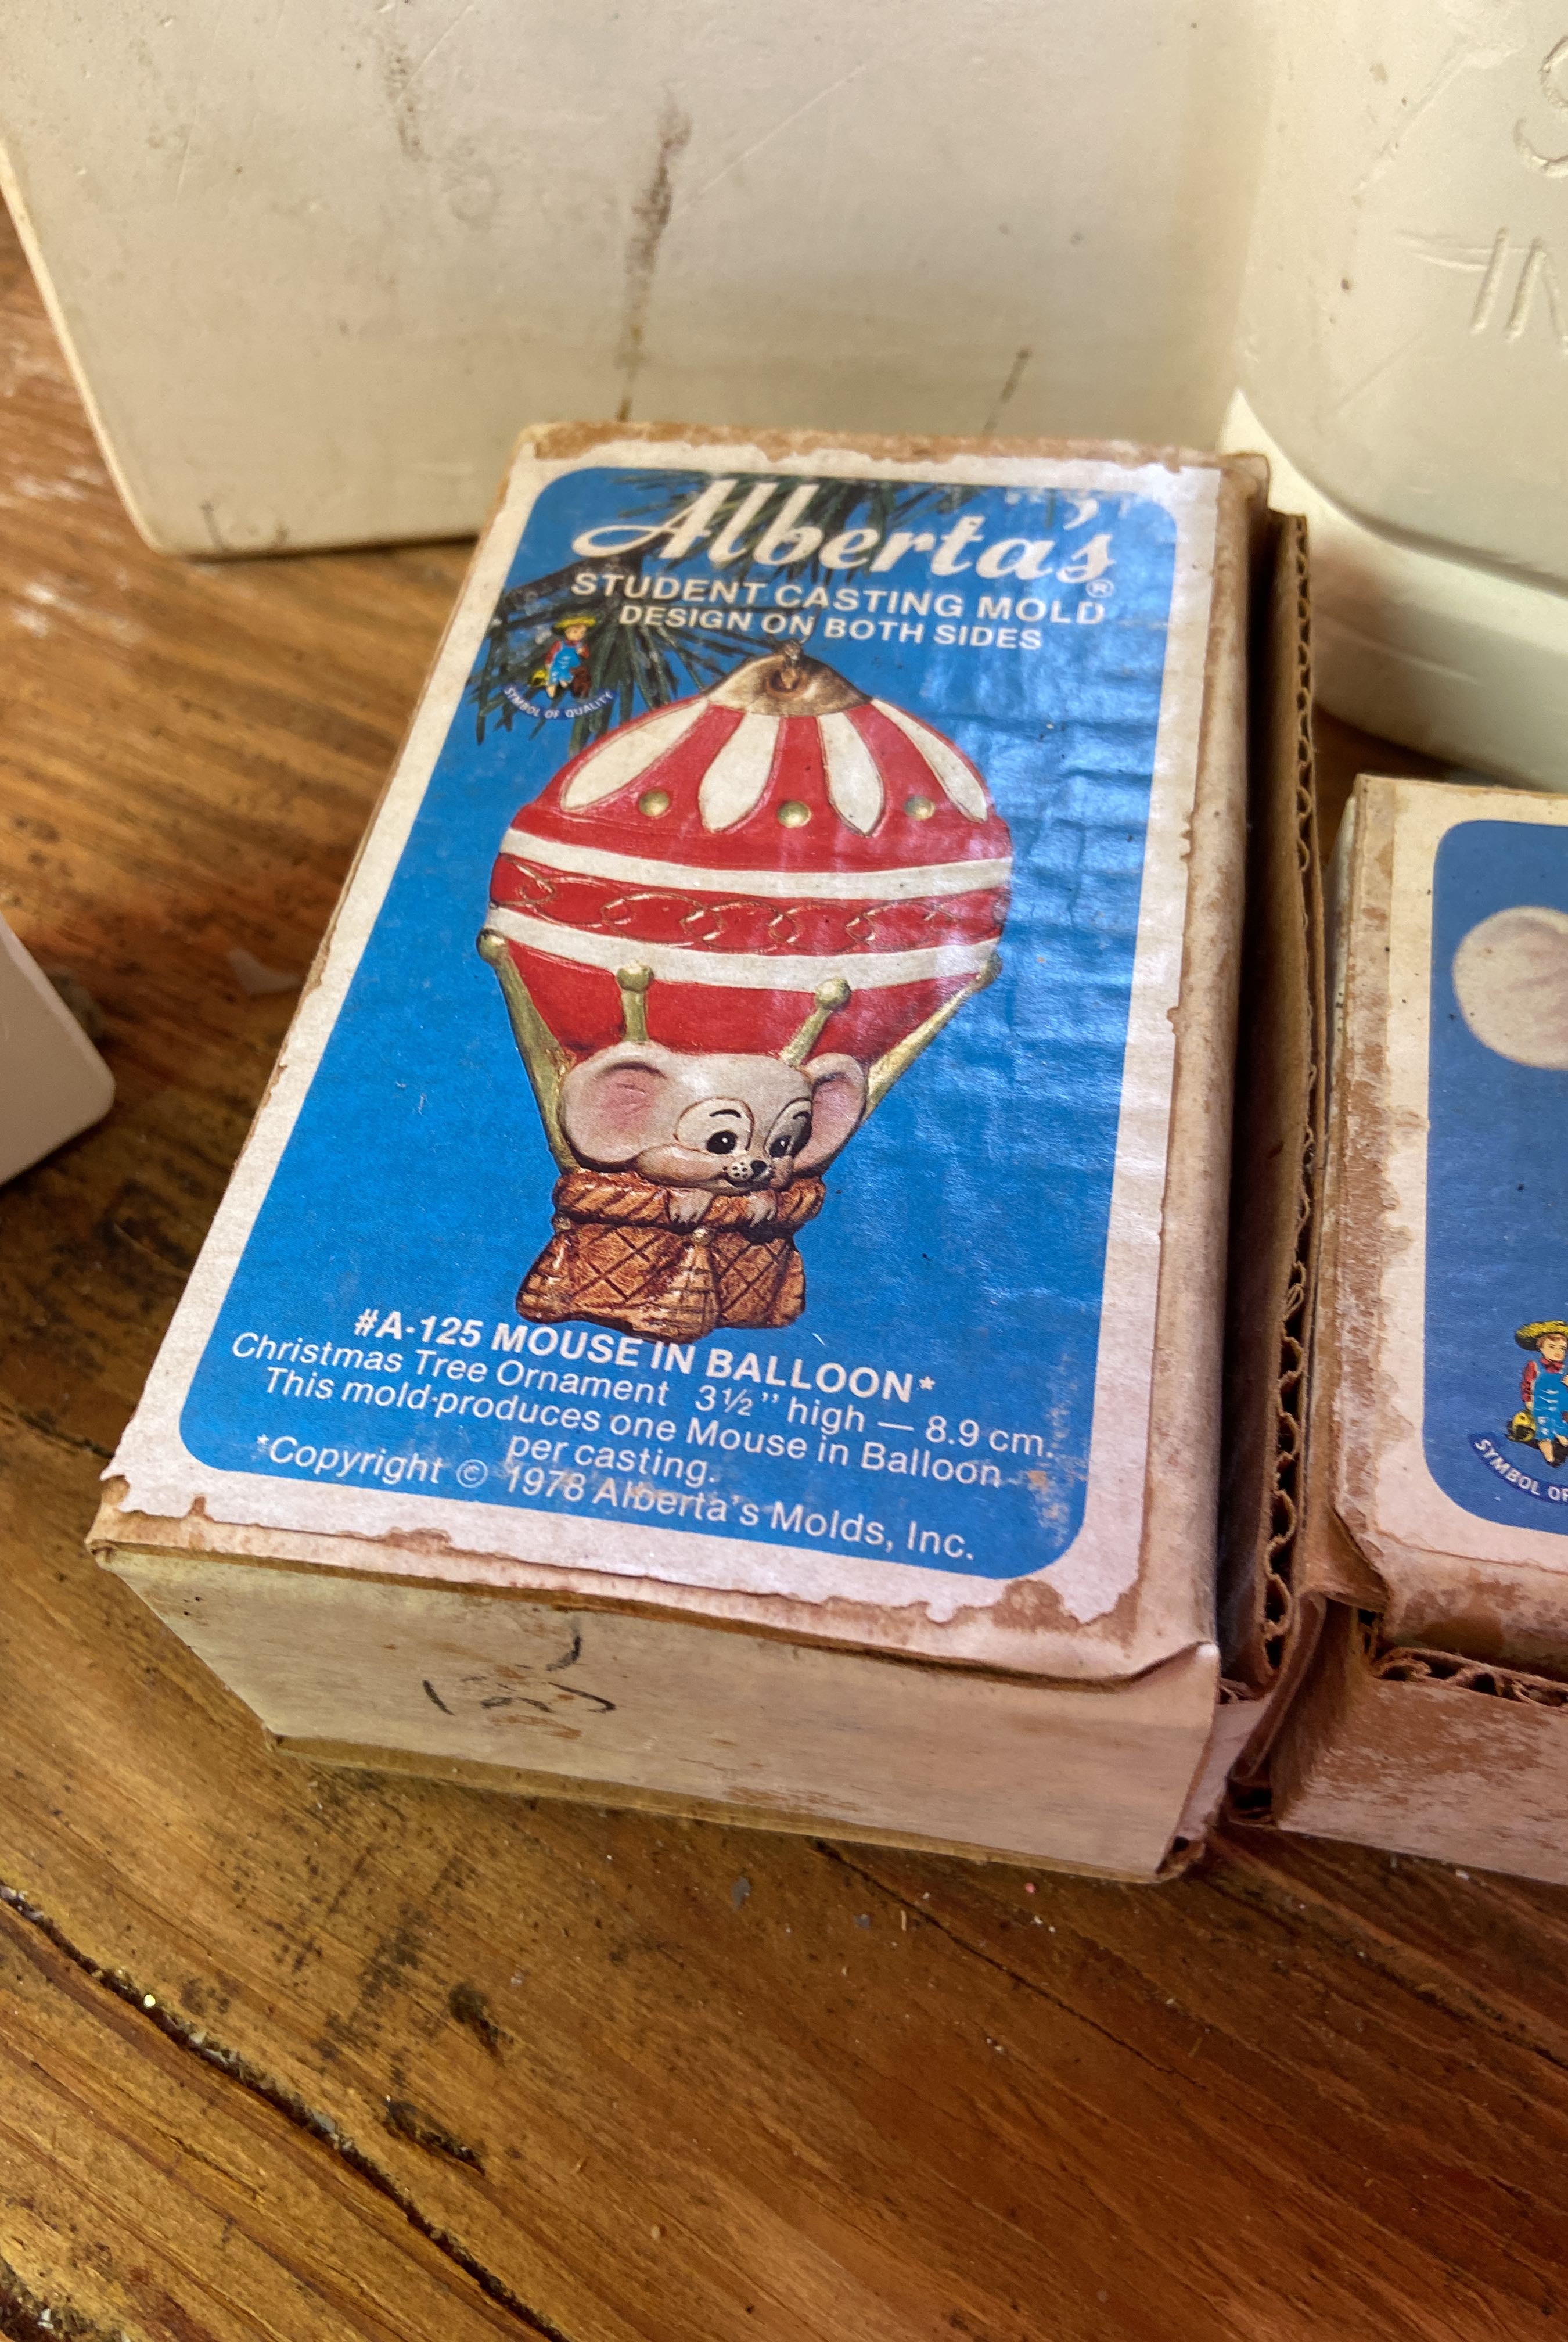 Alberta's®
STUDENT CASTING MOLD
DESIGN ON BOTH SIDES
SYMBOL OF QUALITY
#A-125 MOUSE IN BALLOON*
Christmas Tree Ornament 3½" high — 8.9 cm.
This mold produces one Mouse in Balloon
per casting.
*Copyright © 1978 Alberta's Molds, Inc.
SYMBOL OF